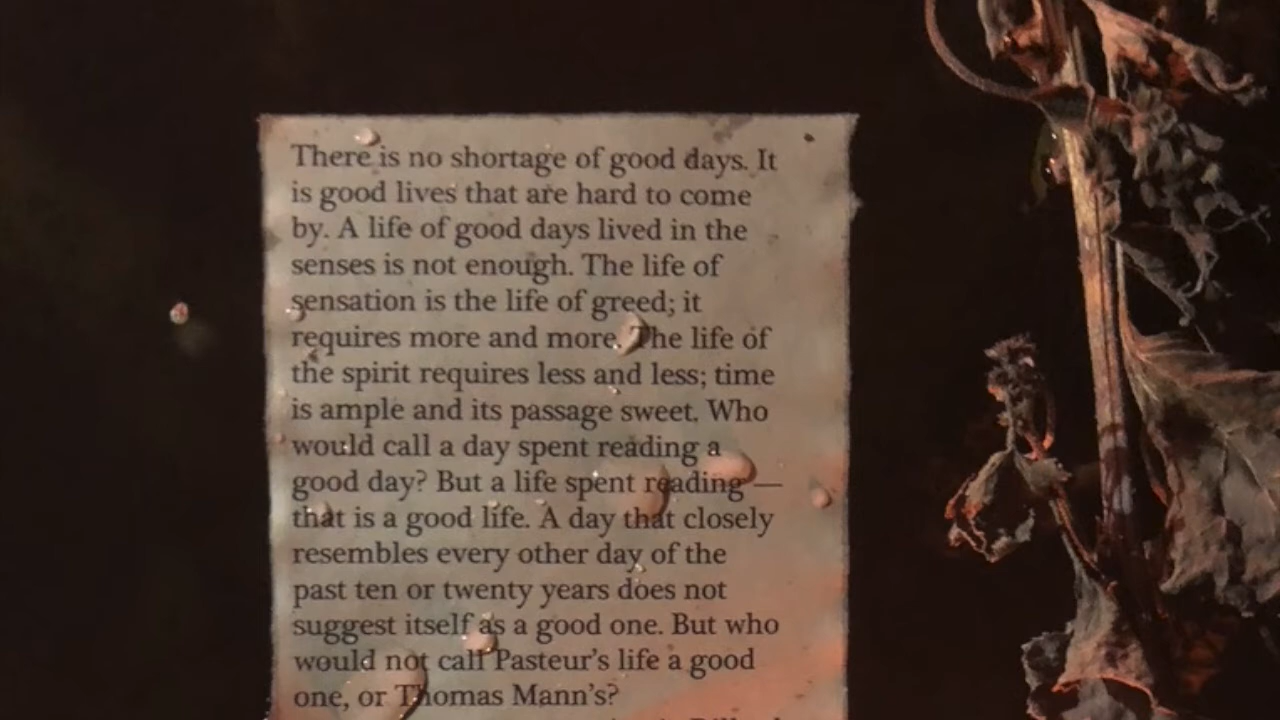 There is no shortage of good days. It
is good lives that are hard to come
by. A life of good days lived in the
senses is not enough. The life of
sensation is the life of greed; it
requires more and more. The life of
the spirit requires less and less; time
is ample and its passage sweet. Who
would call a day spent reading a
good day? But a life spent reading —
that is a good life. A day that closely
resembles every other day of the
past ten or twenty years does not
suggest itself as a good one. But who
would not call Pasteur's life a good
one, or Thomas Mann's?